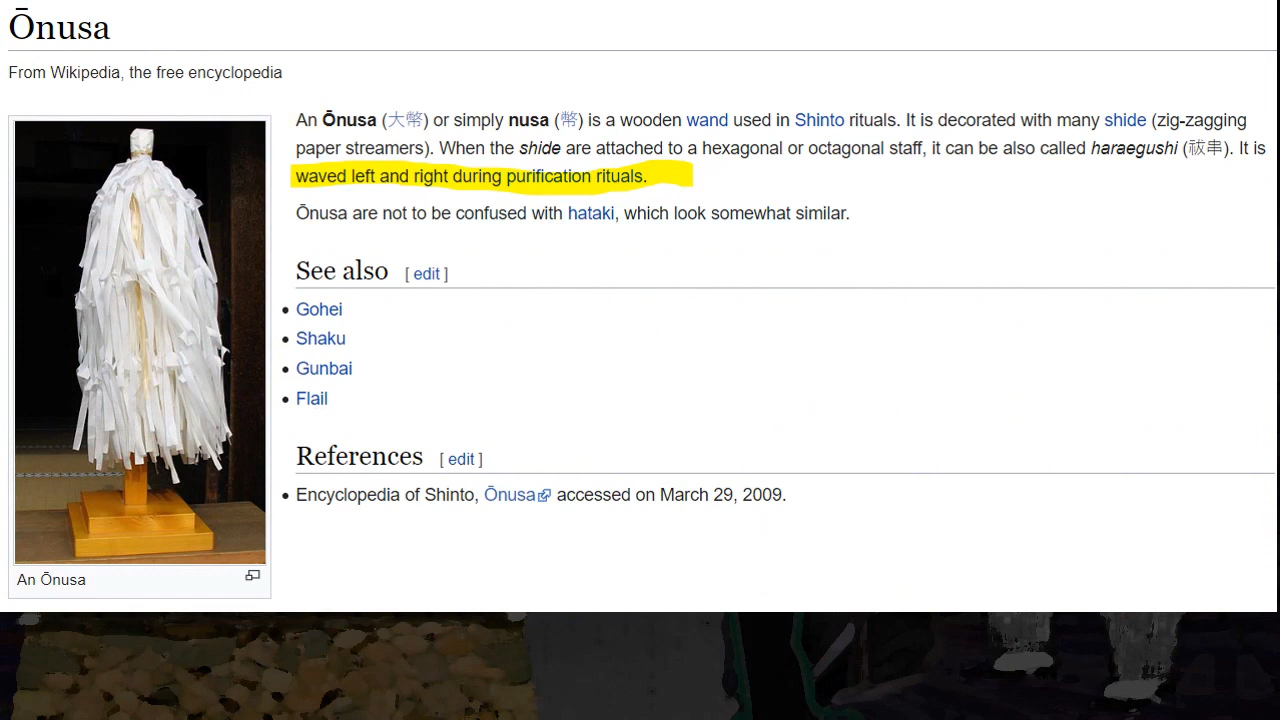 Ōnusa
From Wikipedia, the free encyclopedia
An Ōnusa (大幣) or simply nusa (幣) is a wooden wand used in Shinto rituals. It is decorated with many shide (zig-zagging
paper streamers). When the shide are attached to a hexagonal or octagonal staff, it can be also called haraegushi (祓串). It is
waved left and right during purification rituals.
Ōnusa are not to be confused with hataki, which look somewhat similar.
An Ōnusa
See also [ edit ]
• Gohei
• Shaku
• Gunbai
• Flail
References [ edit ]
• Encyclopedia of Shinto, Ōnusa accessed on March 29, 2009.